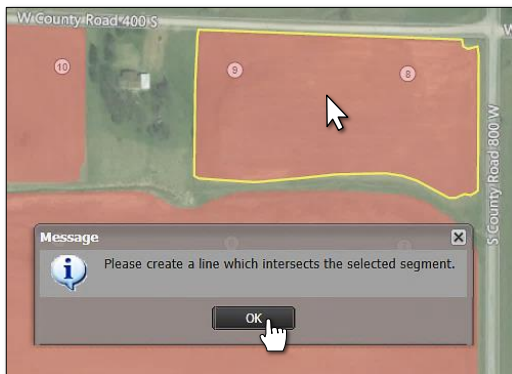 W County Road 400 S
W
10
9
8
S County Road 800 W
Message
Please create a line which intersects the selected segment.
OK